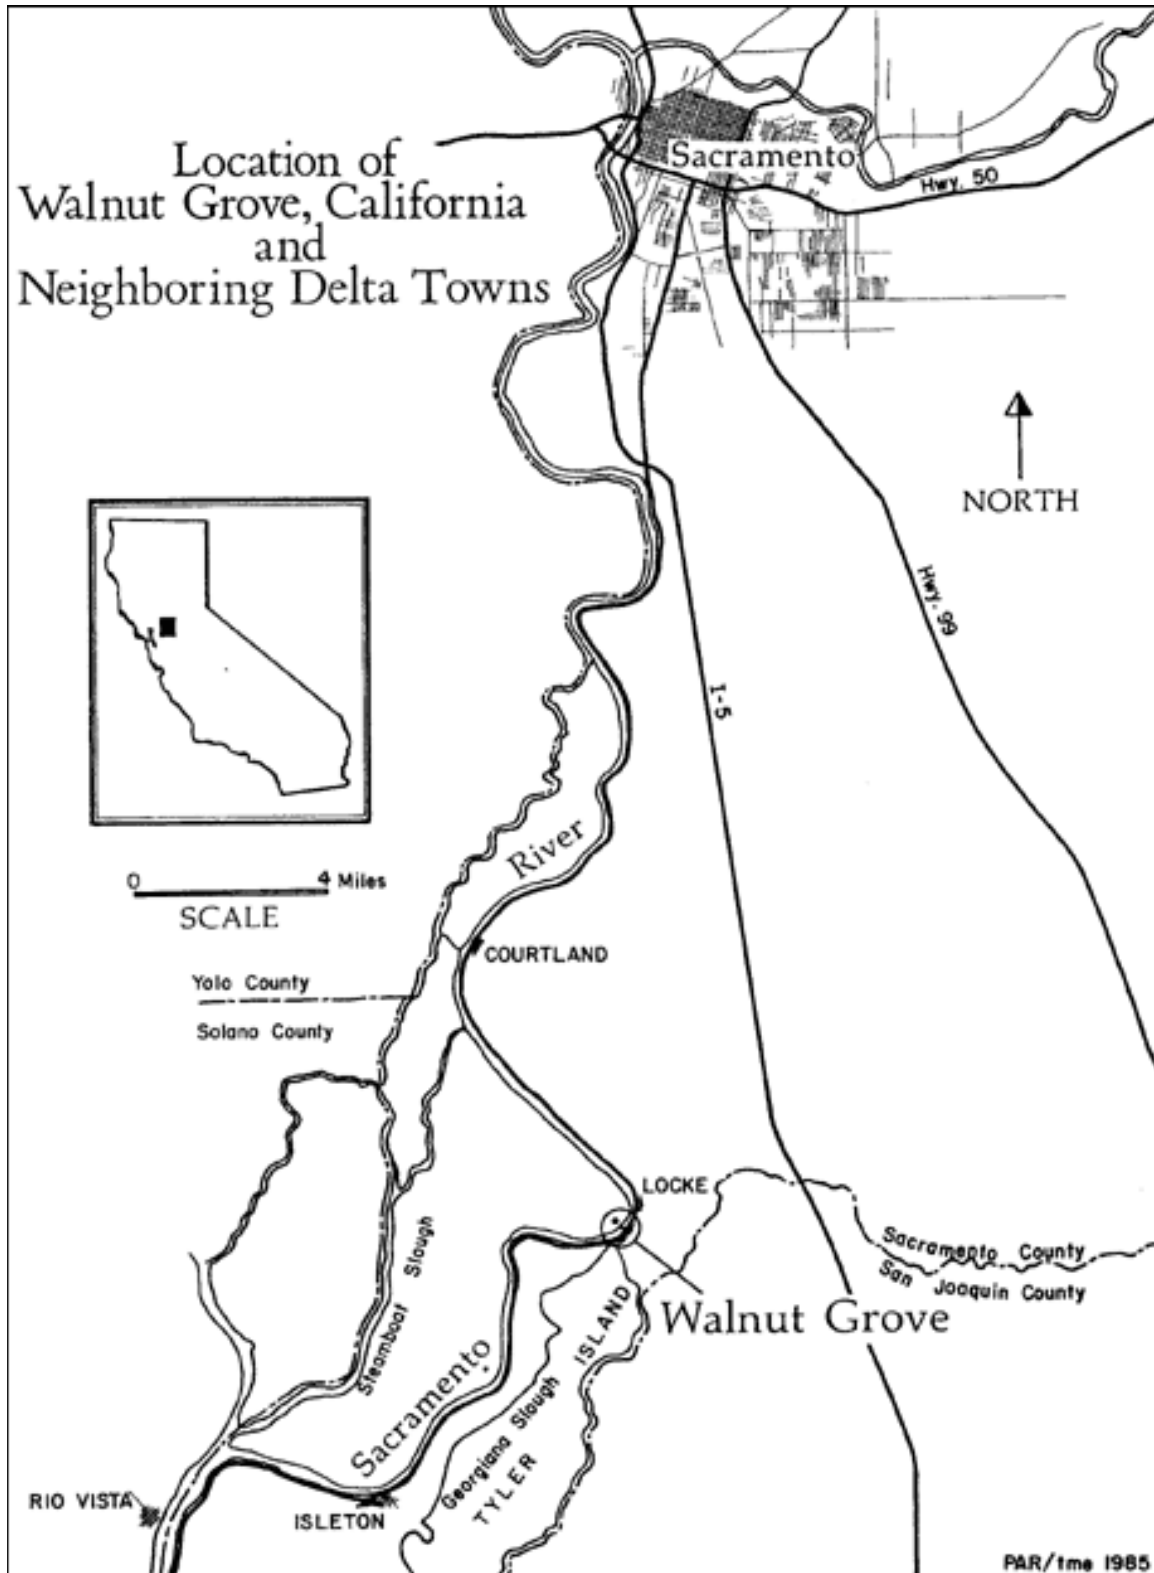 Location of
Walnut Grove, California
and
Neighboring Delta Towns
Sacramento
Hwy. 50
NORTH
Hwy. 99
I-5
0 4 Miles
SCALE
River
COURTLAND
Yolo County
Solano County
LOCKE
Sacramento County
San Joaquin County
Walnut Grove
Steamboat Slough
Sacramento
Georgiana Slough
TYLER ISLAND
RIO VISTA
ISLETON
PAR/tme 1985